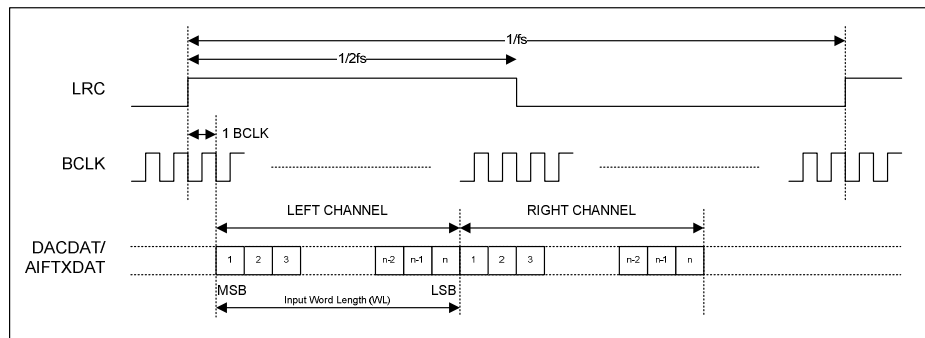 1/fs
1/2fs
LRC
1 BCLK
BCLK
LEFT CHANNEL RIGHT CHANNEL
DACDAT/
AIFTXDAT
1 2 3 n-2 n-1 n 1 2 3 n-2 n-1 n
MSB LSB
Input Word Length (WL)